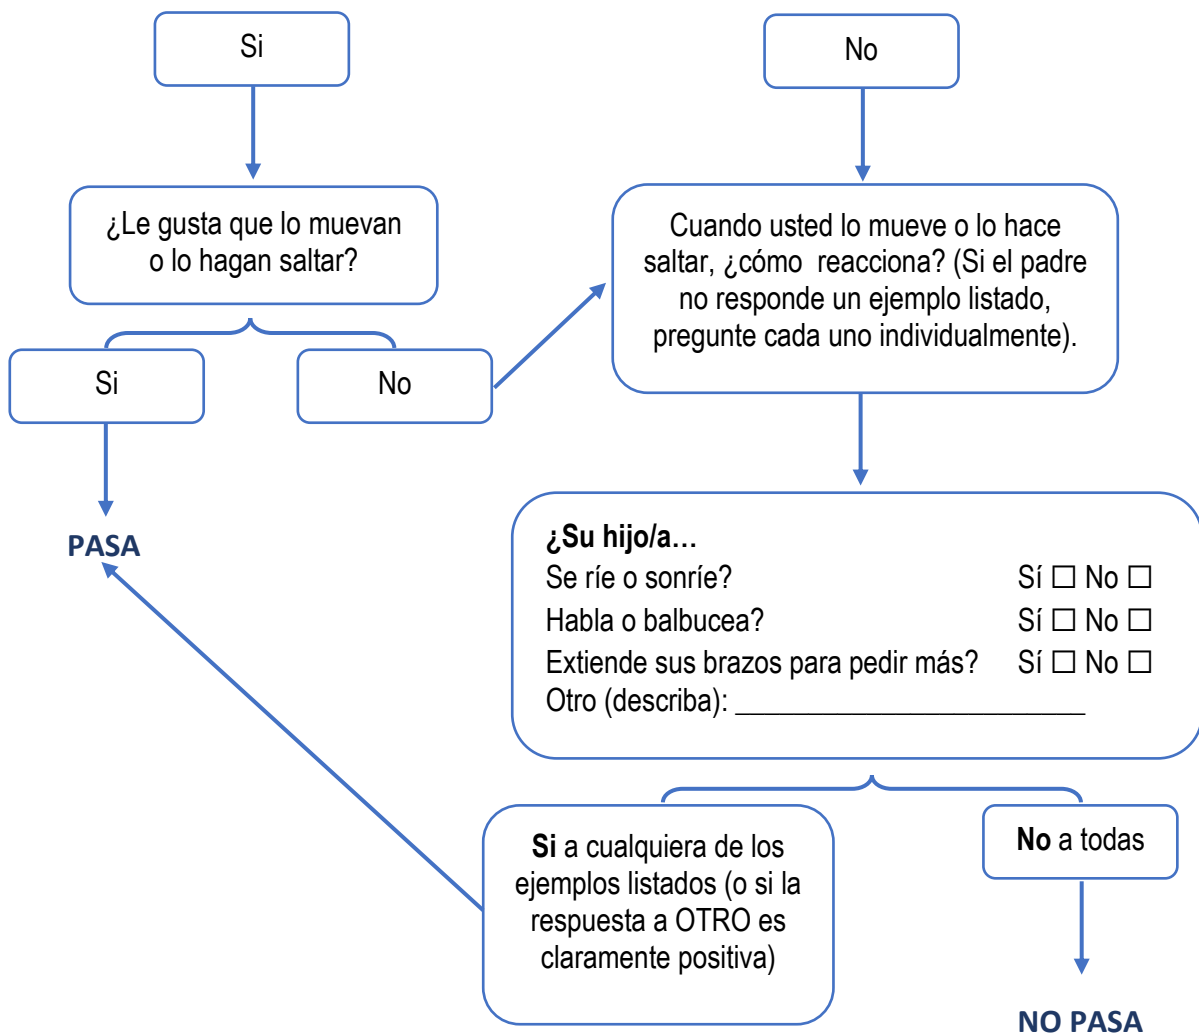 Si
No
¿Le gusta que lo muevan
o lo hagan saltar?
Cuando usted lo mueve o lo hace
saltar, ¿cómo reacciona? (Si el padre
no responde un ejemplo listado,
pregunte cada uno individualmente).
Si
No
PASA
¿Su hijo/a…
Se ríe o sonríe? Sí ☐ No ☐
Habla o balbucea? Sí ☐ No ☐
Extiende sus brazos para pedir más? Sí ☐ No ☐
Otro (describa): ________________________
Si a cualquiera de los
ejemplos listados (o si la
respuesta a OTRO es
claramente positiva)
No a todas
NO PASA